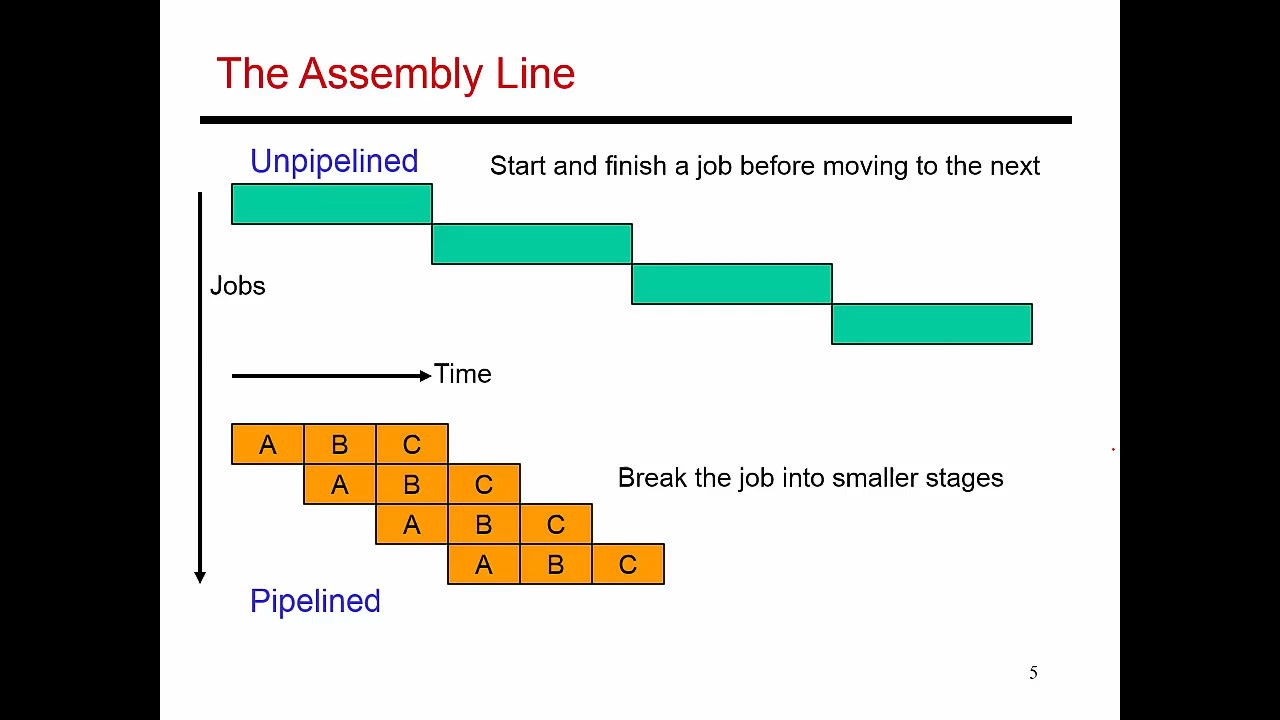 The Assembly Line
Unpipelined
Start and finish a job before moving to the next
Jobs
Time
A B C
A B C
Break the job into smaller stages
A B C
A B C
Pipelined
5